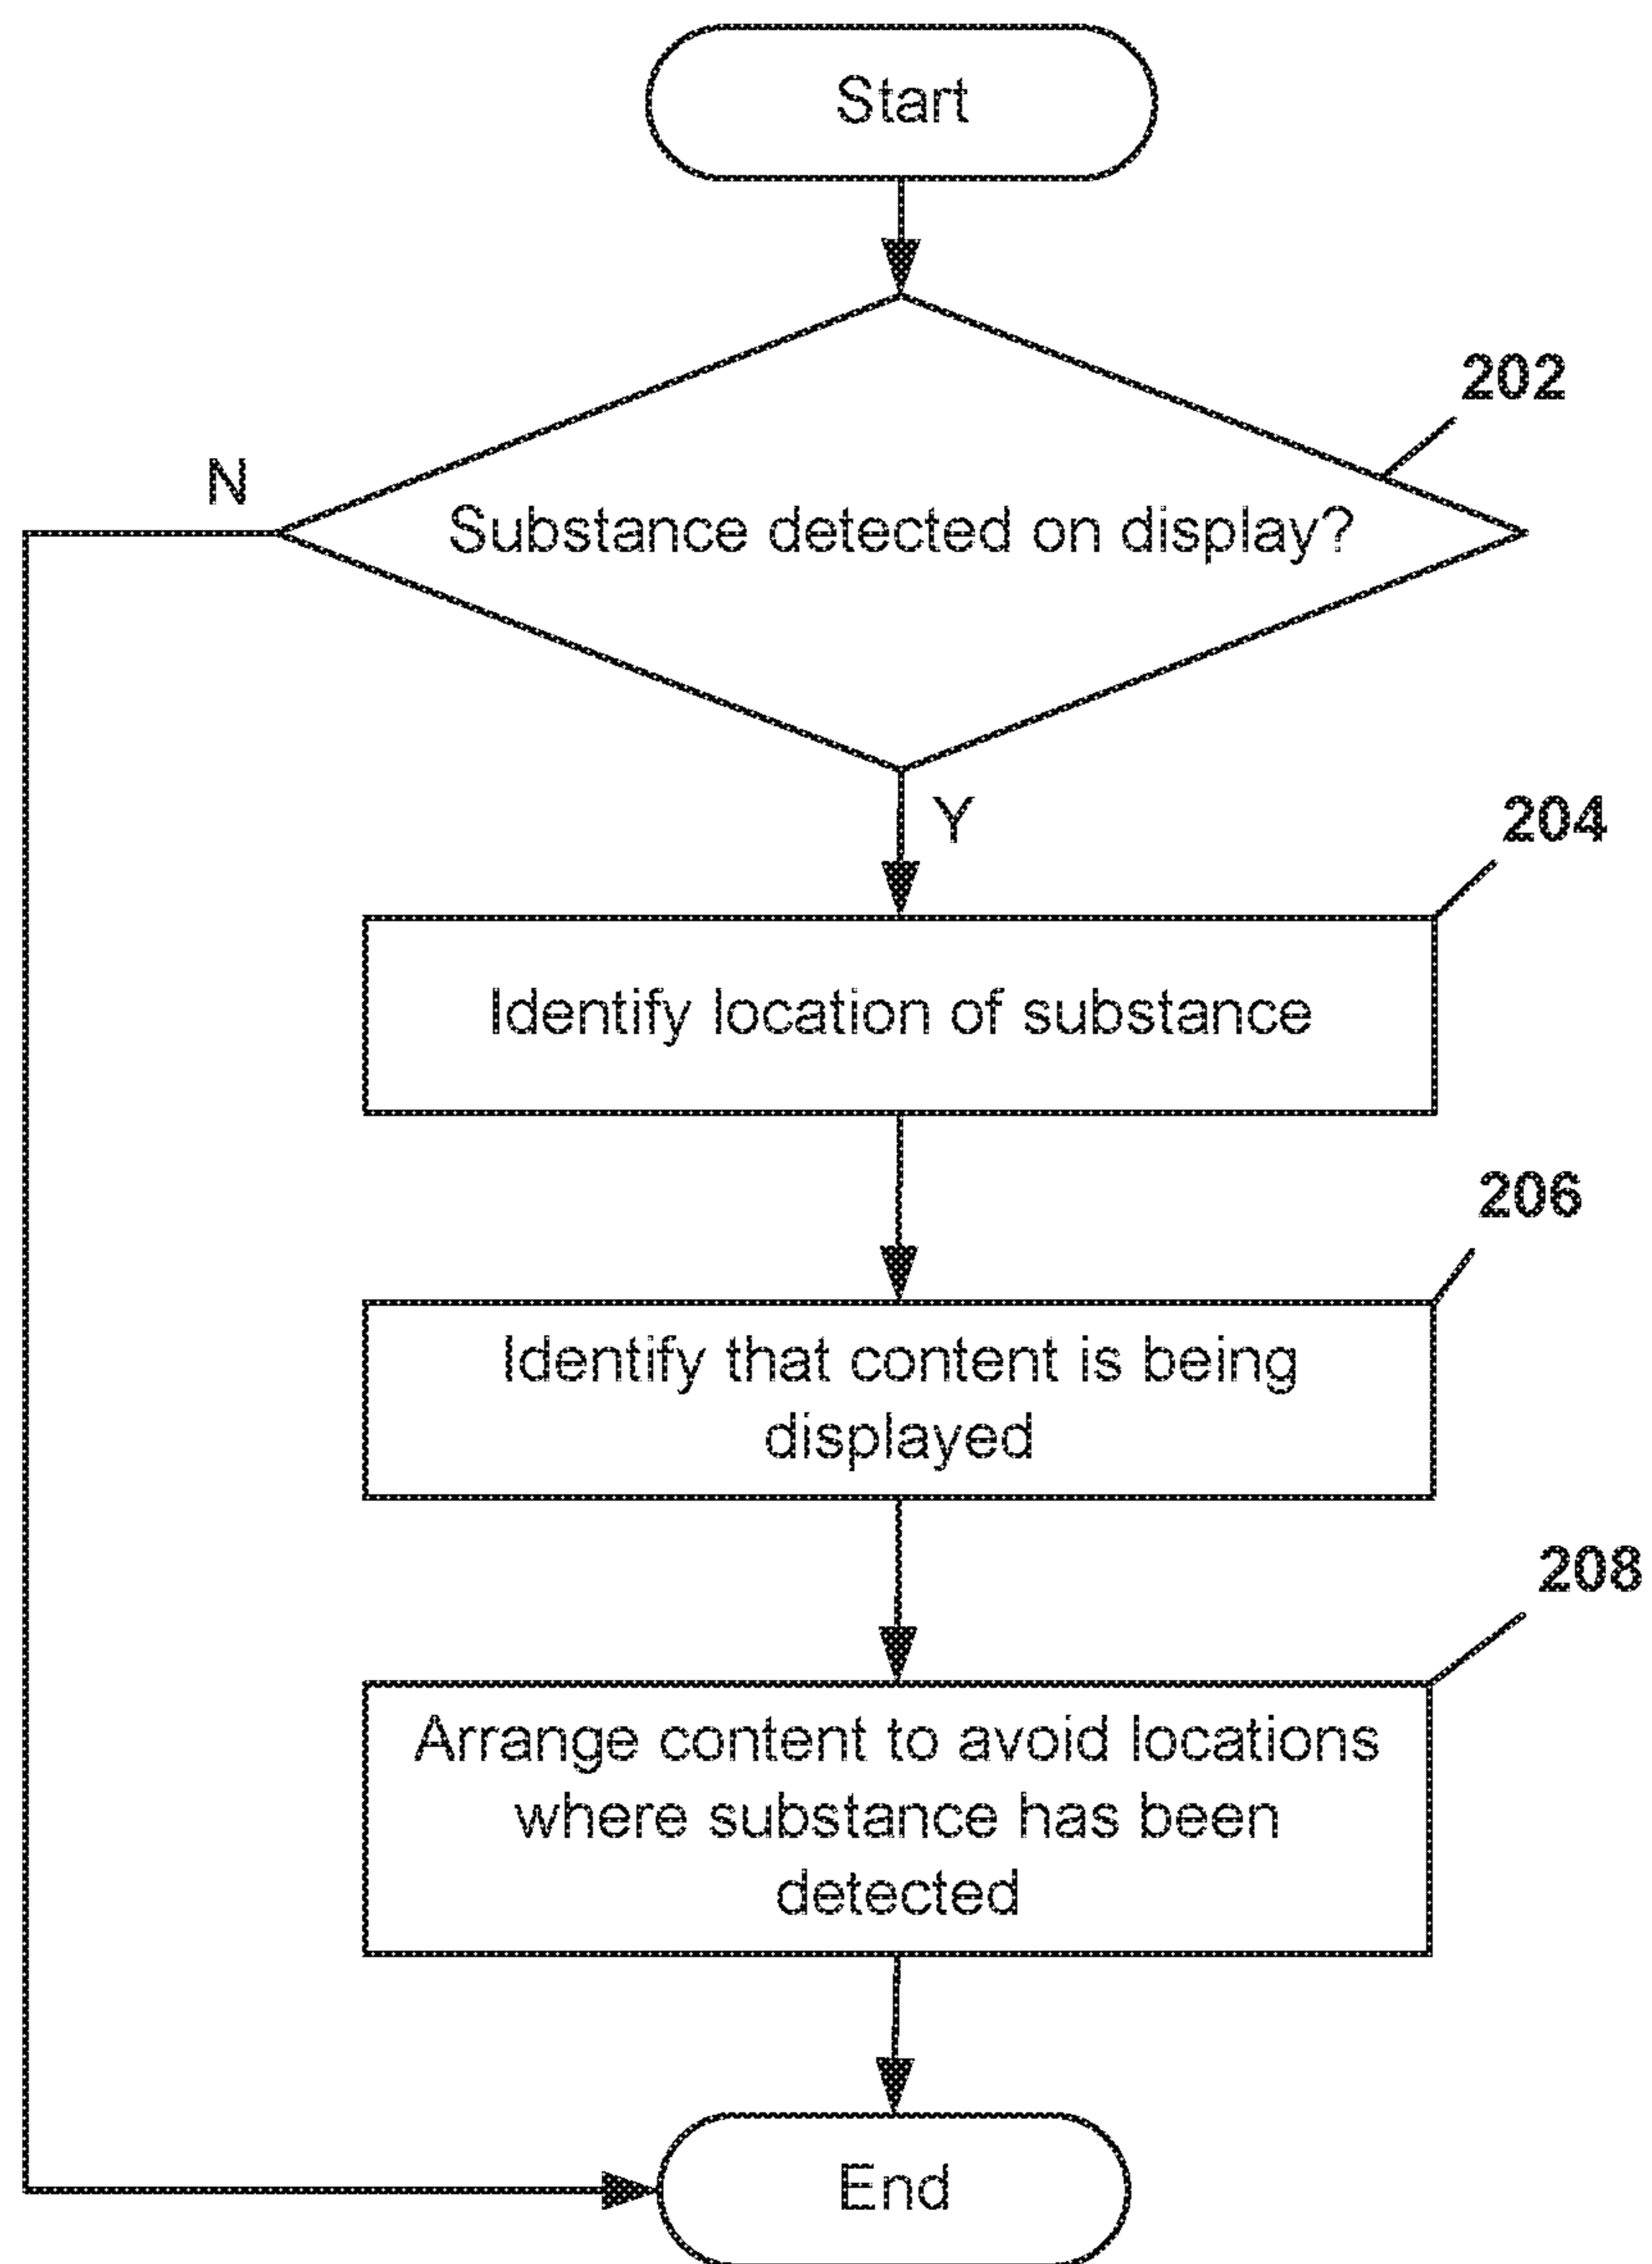 Start
202
N
Substance detected on display?
Y
204
Identify location of substance
206
Identify that content is being
displayed
208
Arrange content to avoid locations
where substance has been
detected
End